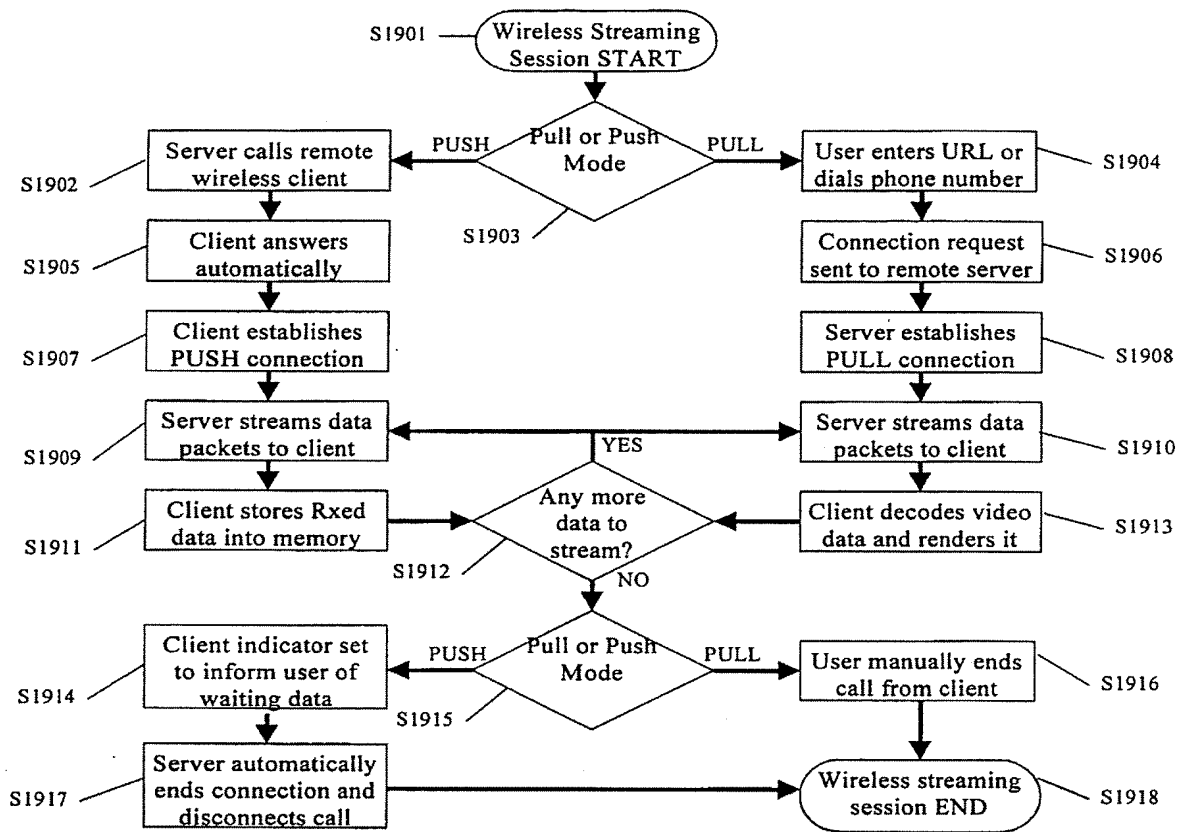 S1901
Wireless Streaming
Session START
Pull or Push
Mode
PUSH
PULL
S1903
S1902
Server calls remote
wireless client
User enters URL or
dials phone number
S1904
S1905
Client answers
automatically
Connection request
sent to remote server
S1906
S1907
Client establishes
PUSH connection
Server establishes
PULL connection
S1908
S1909
Server streams data
packets to client
YES
Server streams data
packets to client
S1910
S1911
Client stores Rxed
data into memory
Any more
data to
stream?
S1912
NO
Client decodes video
data and renders it
S1913
S1914
Client indicator set
to inform user of
waiting data
PUSH
Pull or Push
Mode
PULL
S1915
User manually ends
call from client
S1916
S1917
Server automatically
ends connection and
disconnects call
Wireless streaming
session END
S1918